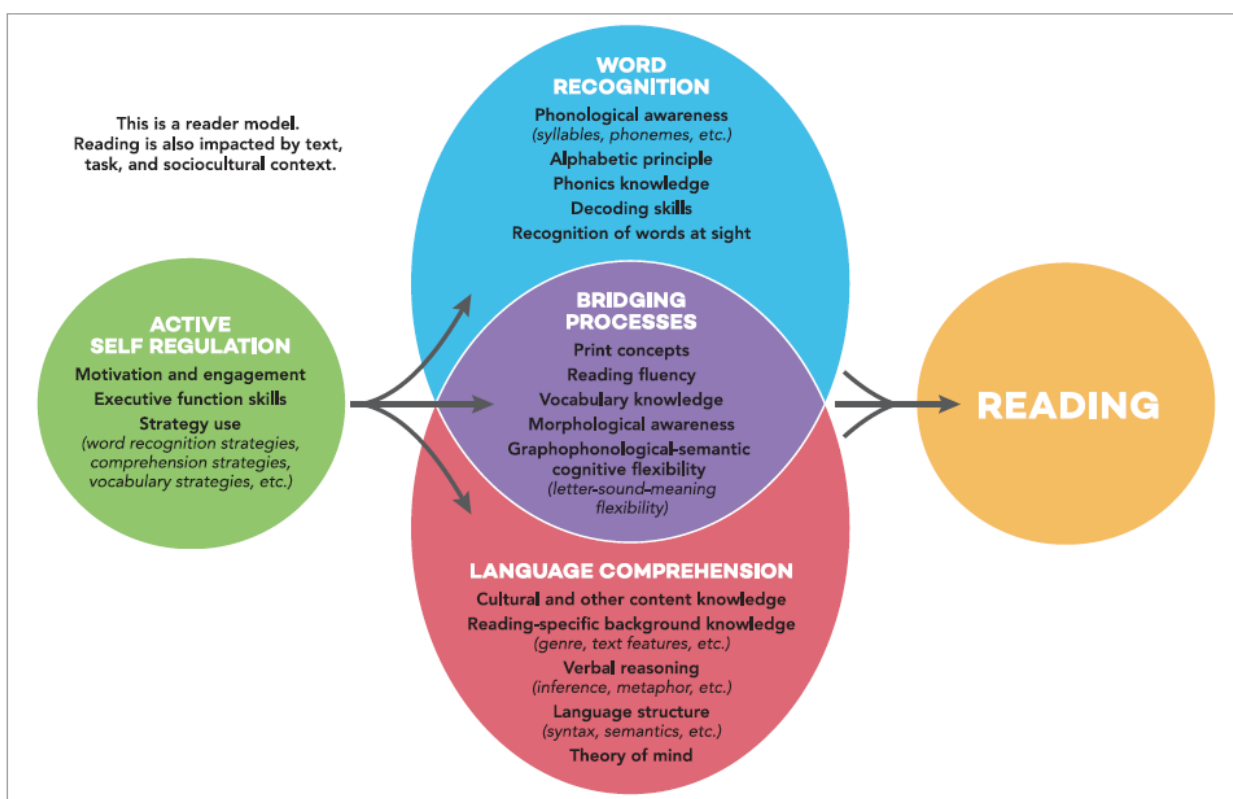 This is a reader model.
Reading is also impacted by text,
task, and sociocultural context.
ACTIVE
SELF REGULATION
Motivation and engagement
Executive function skills
Strategy use
(word recognition strategies,
comprehension strategies,
vocabulary strategies, etc.)
WORD
RECOGNITION
Phonological awareness
(syllables, phonemes, etc.)
Alphabetic principle
Phonics knowledge
Decoding skills
Recognition of words at sight
BRIDGING
PROCESSES
Print concepts
Reading fluency
Vocabulary knowledge
Morphological awareness
Graphophonological-semantic
cognitive flexibility
(letter-sound-meaning
flexibility)
LANGUAGE COMPREHENSION
Cultural and other content knowledge
Reading-specific background knowledge
(genre, text features, etc.)
Verbal reasoning
(inference, metaphor, etc.)
Language structure
(syntax, semantics, etc.)
Theory of mind
READING